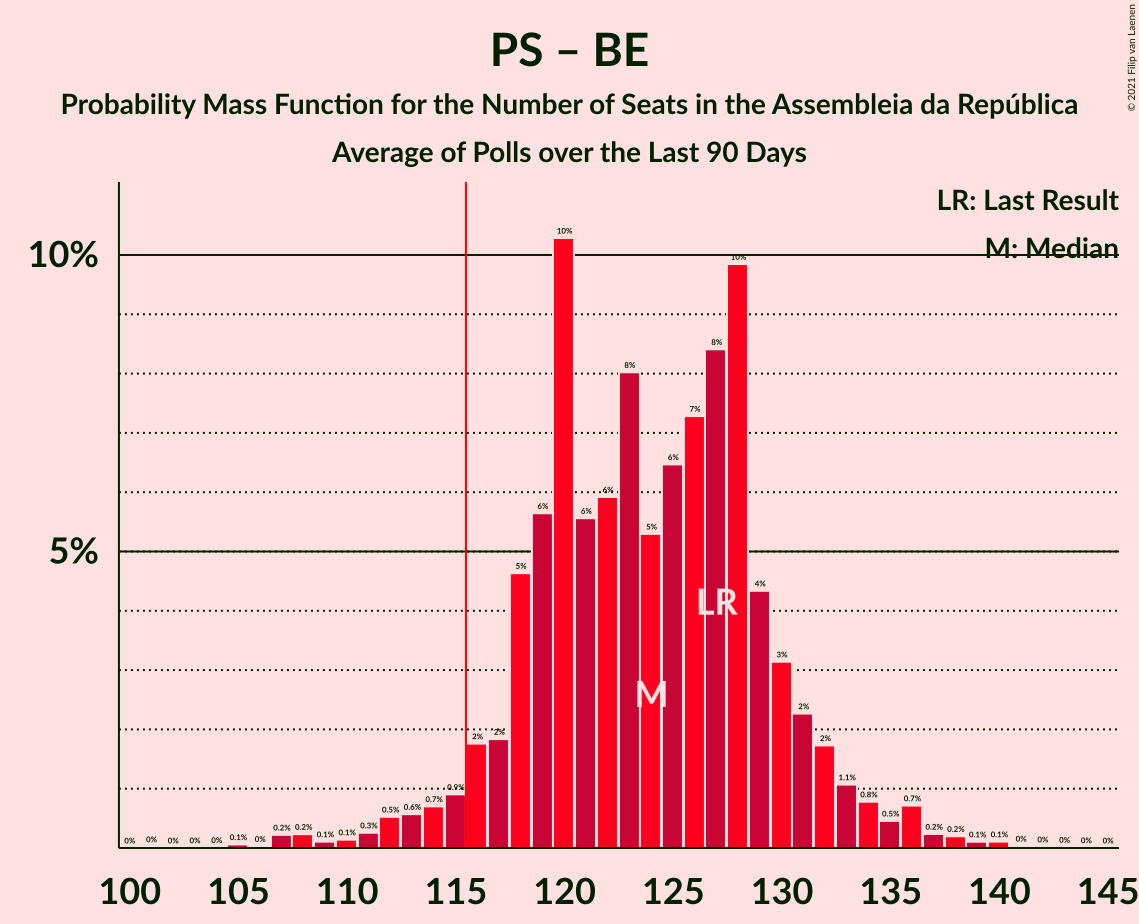 © 2021 Filip van Laenen
PS – BE
Probability Mass Function for the Number of Seats in the Assembleia da República
Average of Polls over the Last 90 Days
LR: Last Result
M: Median
10%
5%
0% 0% 0% 0% 0% 0.1% 0% 0.2% 0.2% 0.1% 0.1% 0.3% 0.5% 0.6% 0.7% 0.9% 2% 2% 5% 6% 10% 6% 6% 8% 5% 6% 7% 8% 10% 4% 3% 2% 2% 1.1% 0.8% 0.5% 0.7% 0.2% 0.2% 0.1% 0.1% 0% 0% 0% 0% 0%
LR
M
100 105 110 115 120 125 130 135 140 145